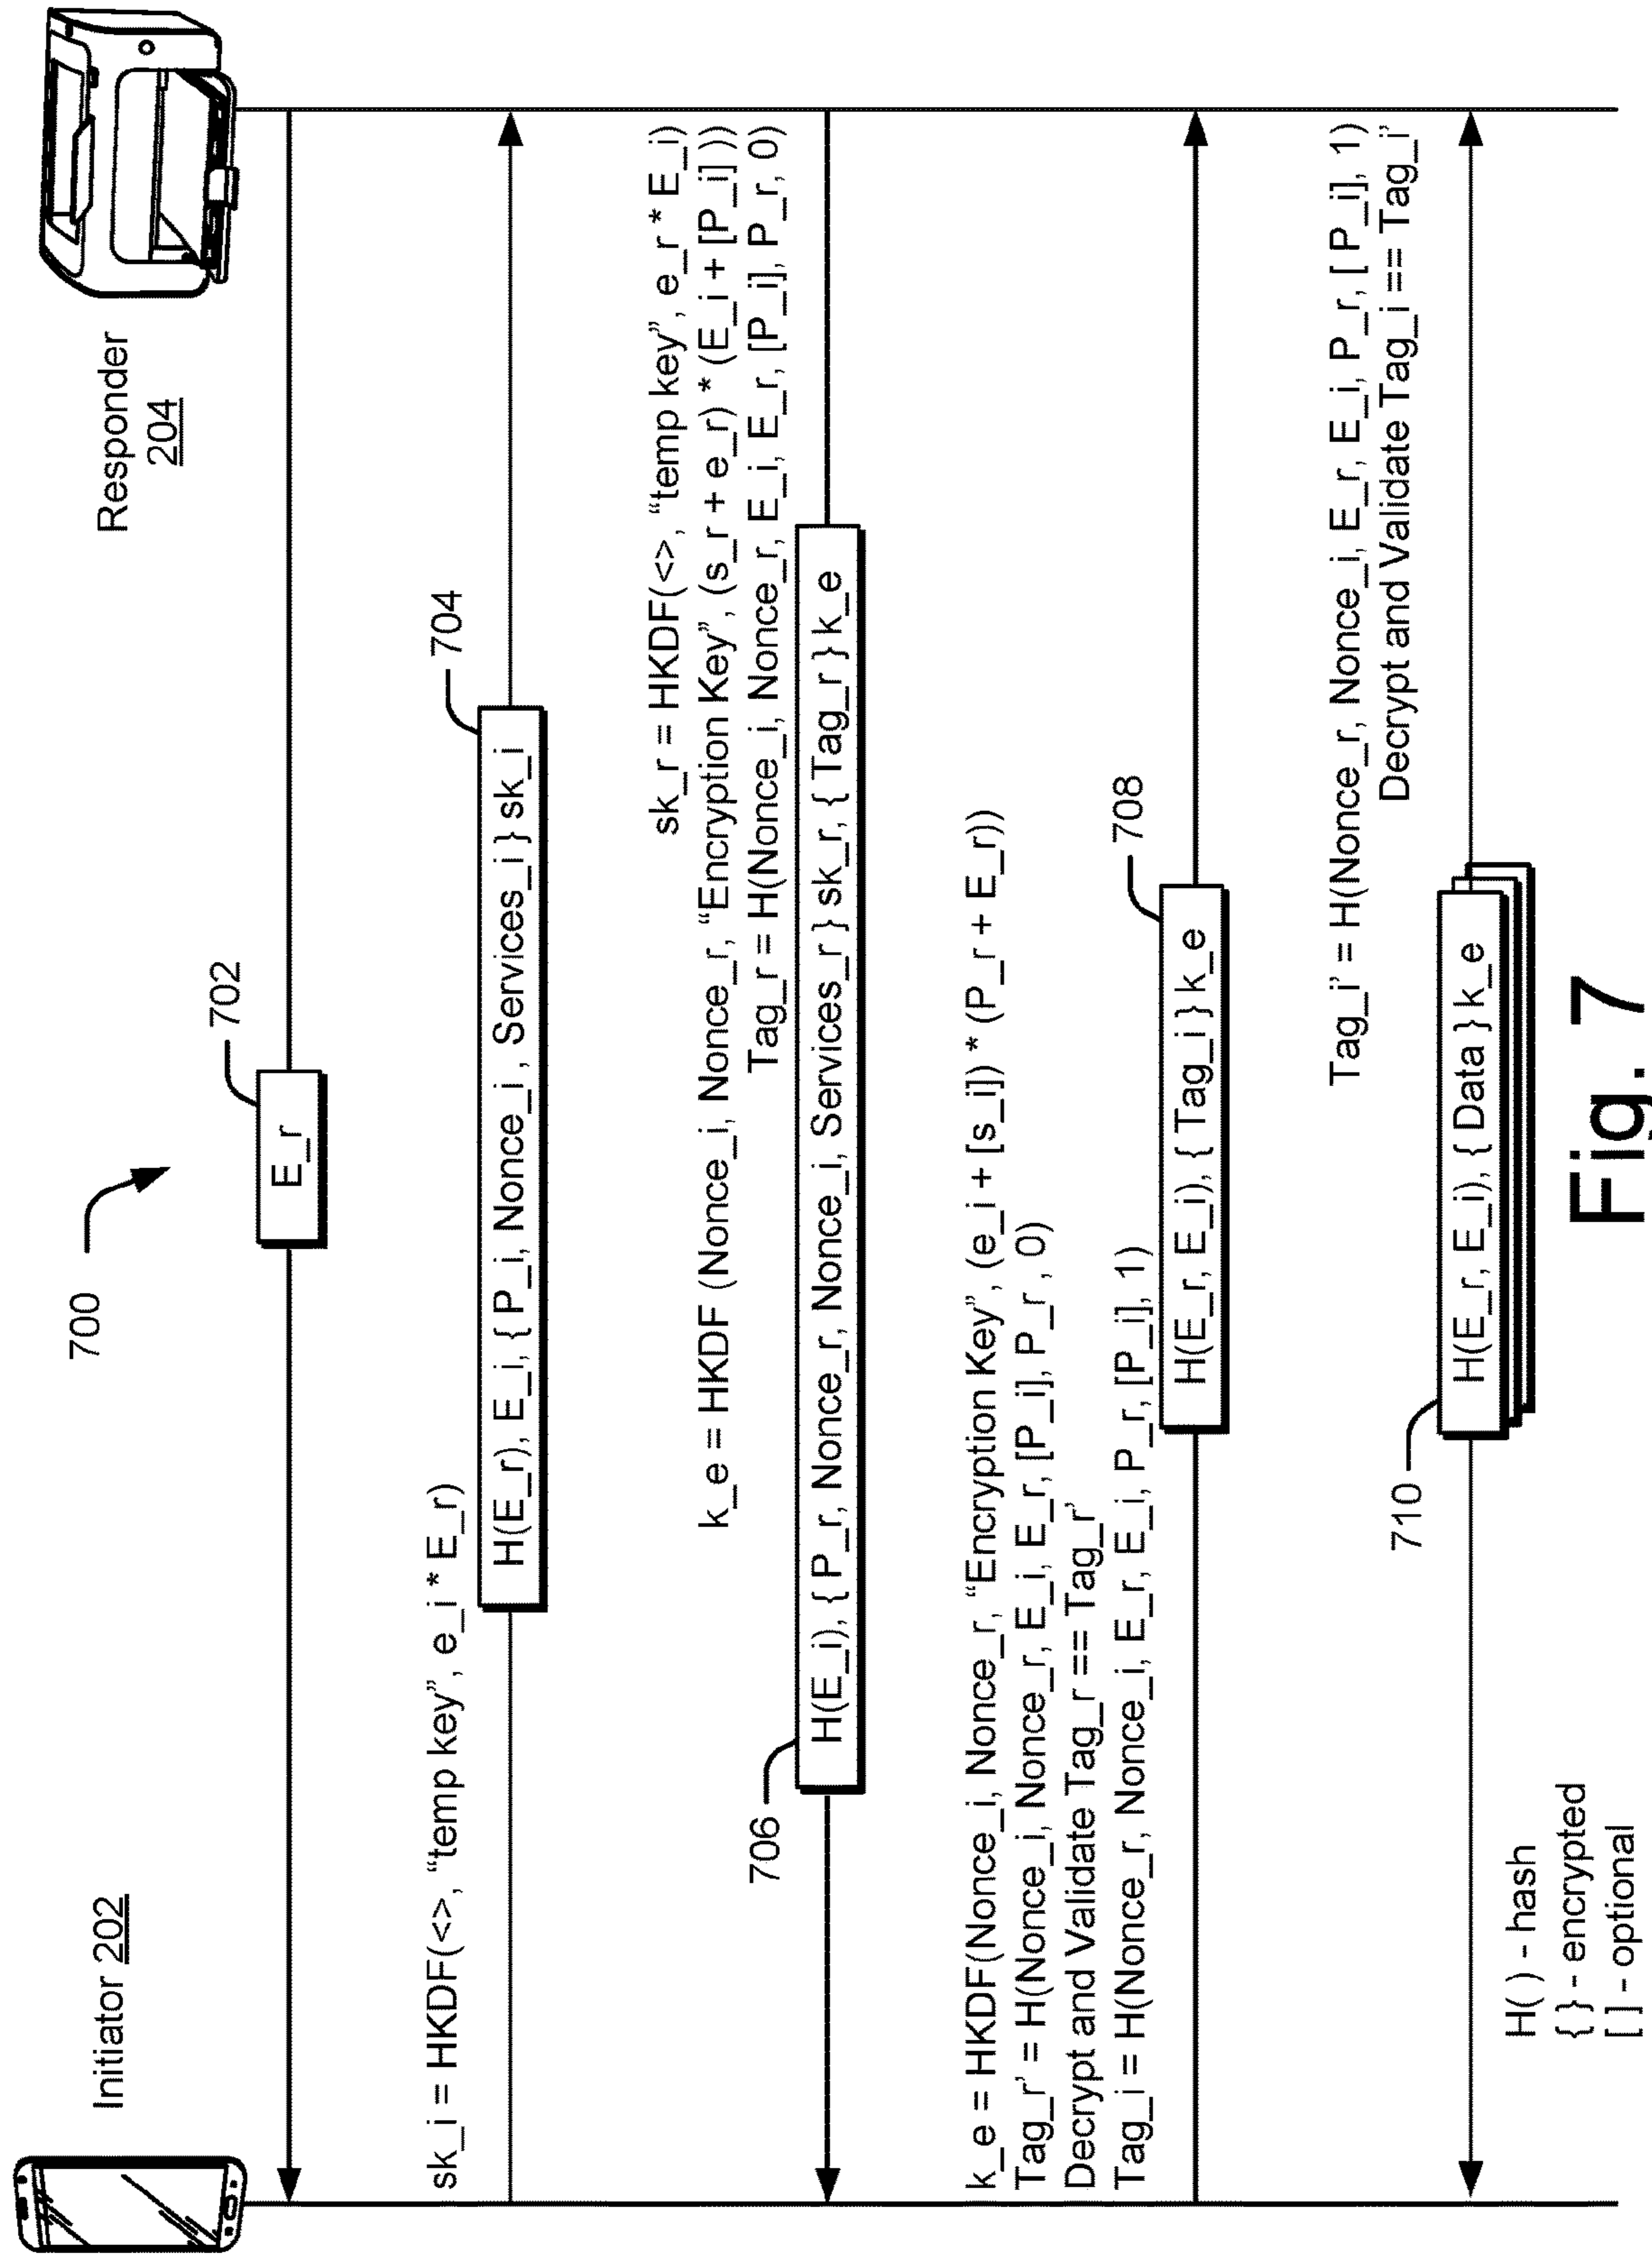 Initiator 202
Responder
204
700
702
E_r
sk_i = HKDF(<>, “temp key”, e_i * E_r)
704
H(E_r), E_i, { P_i, Nonce_i , Services_i } sk_i
sk_r = HKDF(<>, “temp key”, e_r * E_i)
k_e = HKDF (Nonce_i, Nonce_r, “Encryption Key”, (s_r + e_r) * (E_i + [P_i] ))
Tag_r = H(Nonce_i, Nonce_r, E_i, E_r, [P_i], P_r, 0)
706
H(E_i), { P_r, Nonce_r, Nonce_i, Services_r } sk_r, { Tag_r } k_e
k_e = HKDF(Nonce_i, Nonce_r, “Encryption Key”, (e_i + [s_i]) * (P_r + E_r))
Tag_r’ = H(Nonce_i, Nonce_r, E_i, E_r, [P_i], P_r , 0)
Decrypt and Validate Tag_r == Tag_r’
Tag_i = H(Nonce_r, Nonce_i, E_r, E_i, P_r, [P_i], 1)
708
H(E_r, E_i), { Tag_i } k_e
Tag_i’ = H(Nonce_r, Nonce_i, E_r, E_i, P_r, [ P_i], 1)
Decrypt and Validate Tag_i == Tag_i’
710
H(E_r, E_i), { Data } k_e
H( ) - hash
{ } - encrypted
[ ] - optional
Fig. 7